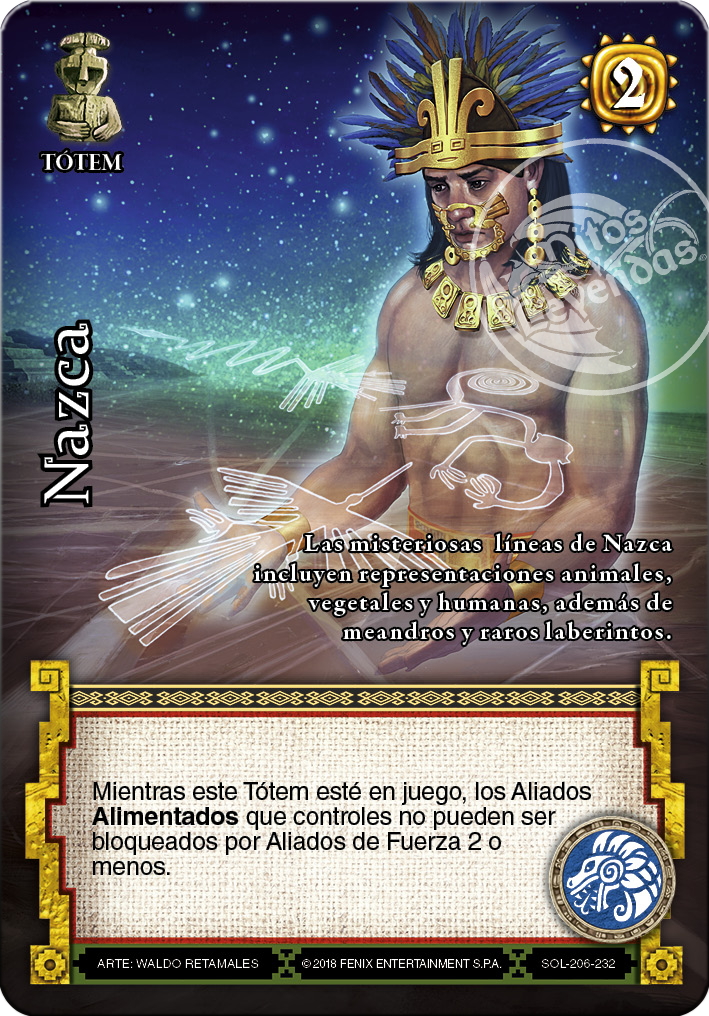 2
TÓTEM
Mitos
Leyendas
Nazca
Las misteriosas líneas de Nazca
incluyen representaciones animales,
vegetales y humanas, además de
meandros y raros laberintos.
Mientras este Tótem esté en juego, los Aliados
Alimentados que controles no pueden ser
bloqueados por Aliados de Fuerza 2 o
menos.
ARTE: WALDO RETAMALES
©2018 FENIX ENTERTAINMENT S.P.A.
SOL-206-232